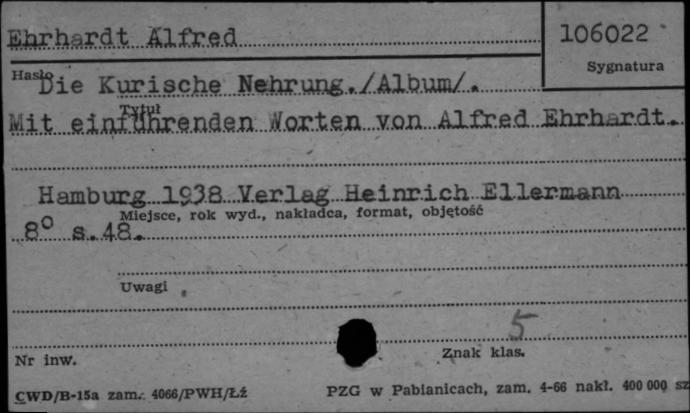 Ehrhardt Alfred
106022
Hasło
Sygnatura
Die Kurische Nehrung./Album/.
Tytuł
Mit einführenden Worten von Alfred Ehrhardt.
Hamburg 1938 Verlag Heinrich Ellermann
Miejsce, rok wyd., nakładca, format, objętość
8° s.48.
Uwagi
5
Nr inw.
Znak klas.
CWD/B-15a zam. 4066/PWH/Łź
PZG w Pabianicach, zam. 4-66 nakł. 400 000 sz